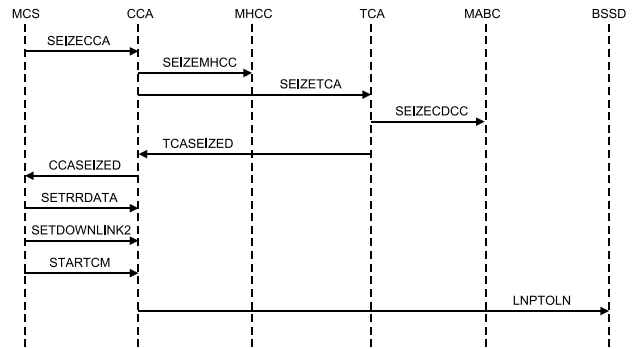 MCS CCA MHCC TCA MABC BSSD
SEIZECCA
SEIZEMHCC
SEIZETCA
SEIZECDCC
TCASEIZED
CCASEIZED
SETRRDATA
SETDOWNLINK2
STARTCM
LNPTOLN